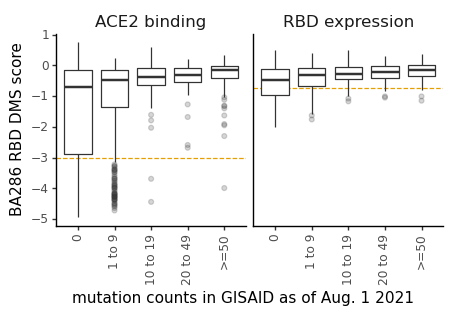 ACE2 binding
RBD expression
BA286 RBD DMS score
1
0
−1
−2
−3
−4
−5
0
1 to 9
10 to 19
20 to 49
>=50
0
1 to 9
10 to 19
20 to 49
>=50
mutation counts in GISAID as of Aug. 1 2021